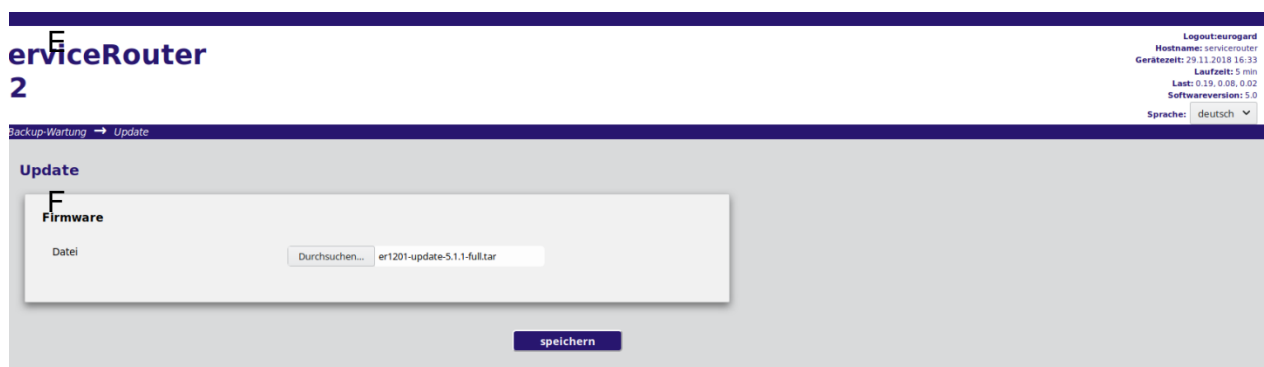 E
erviceRouter
2
Logout:eurogard
Hostname: servicerouter
Gerätezeit: 29.11.2018 16:33
Laufzeit: 5 min
Last: 0.19, 0.08, 0.02
Softwareversion: 5.0
Sprache: deutsch
Backup-Wartung → Update
Update
F
Firmware
Datei Durchsuchen... er1201-update-5.1.1-full.tar
speichern